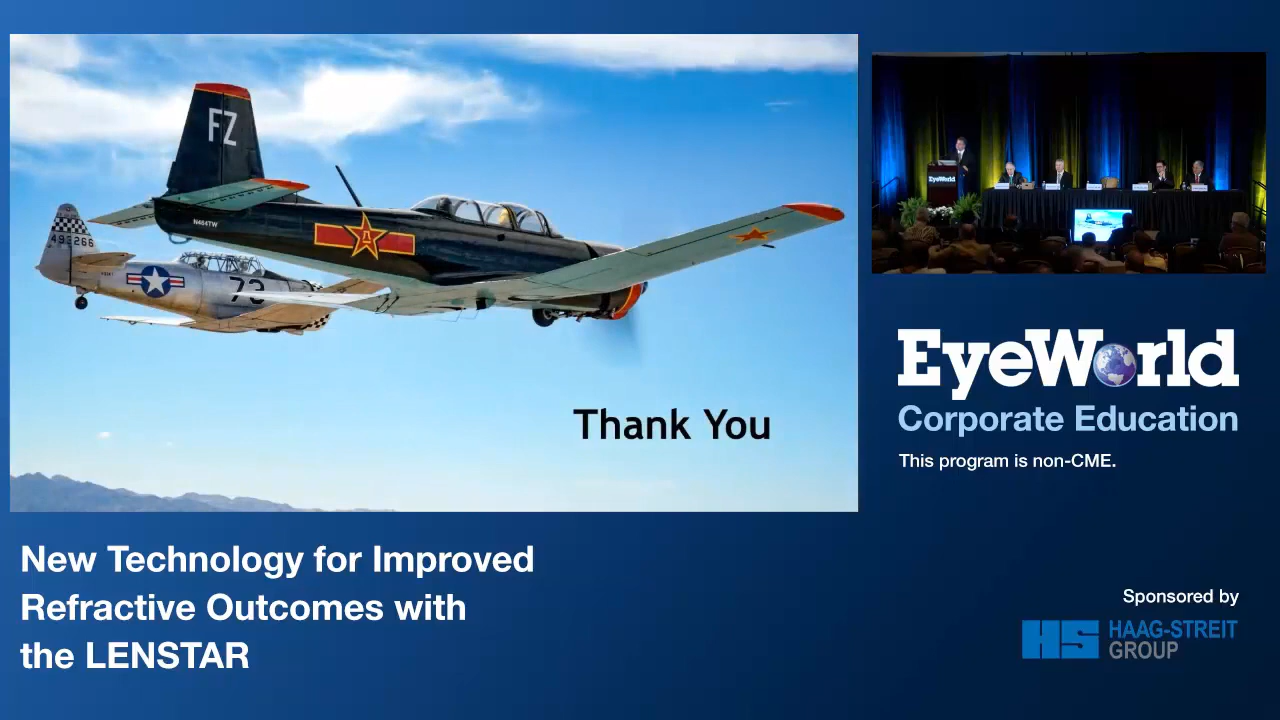 FZ
N464TW
493266
73
Thank You
EyeWorld
EyeWorld
Corporate Education
This program is non-CME.
New Technology for Improved
Refractive Outcomes with
the LENSTAR
Sponsored by
HS HAAG-STREIT
GROUP